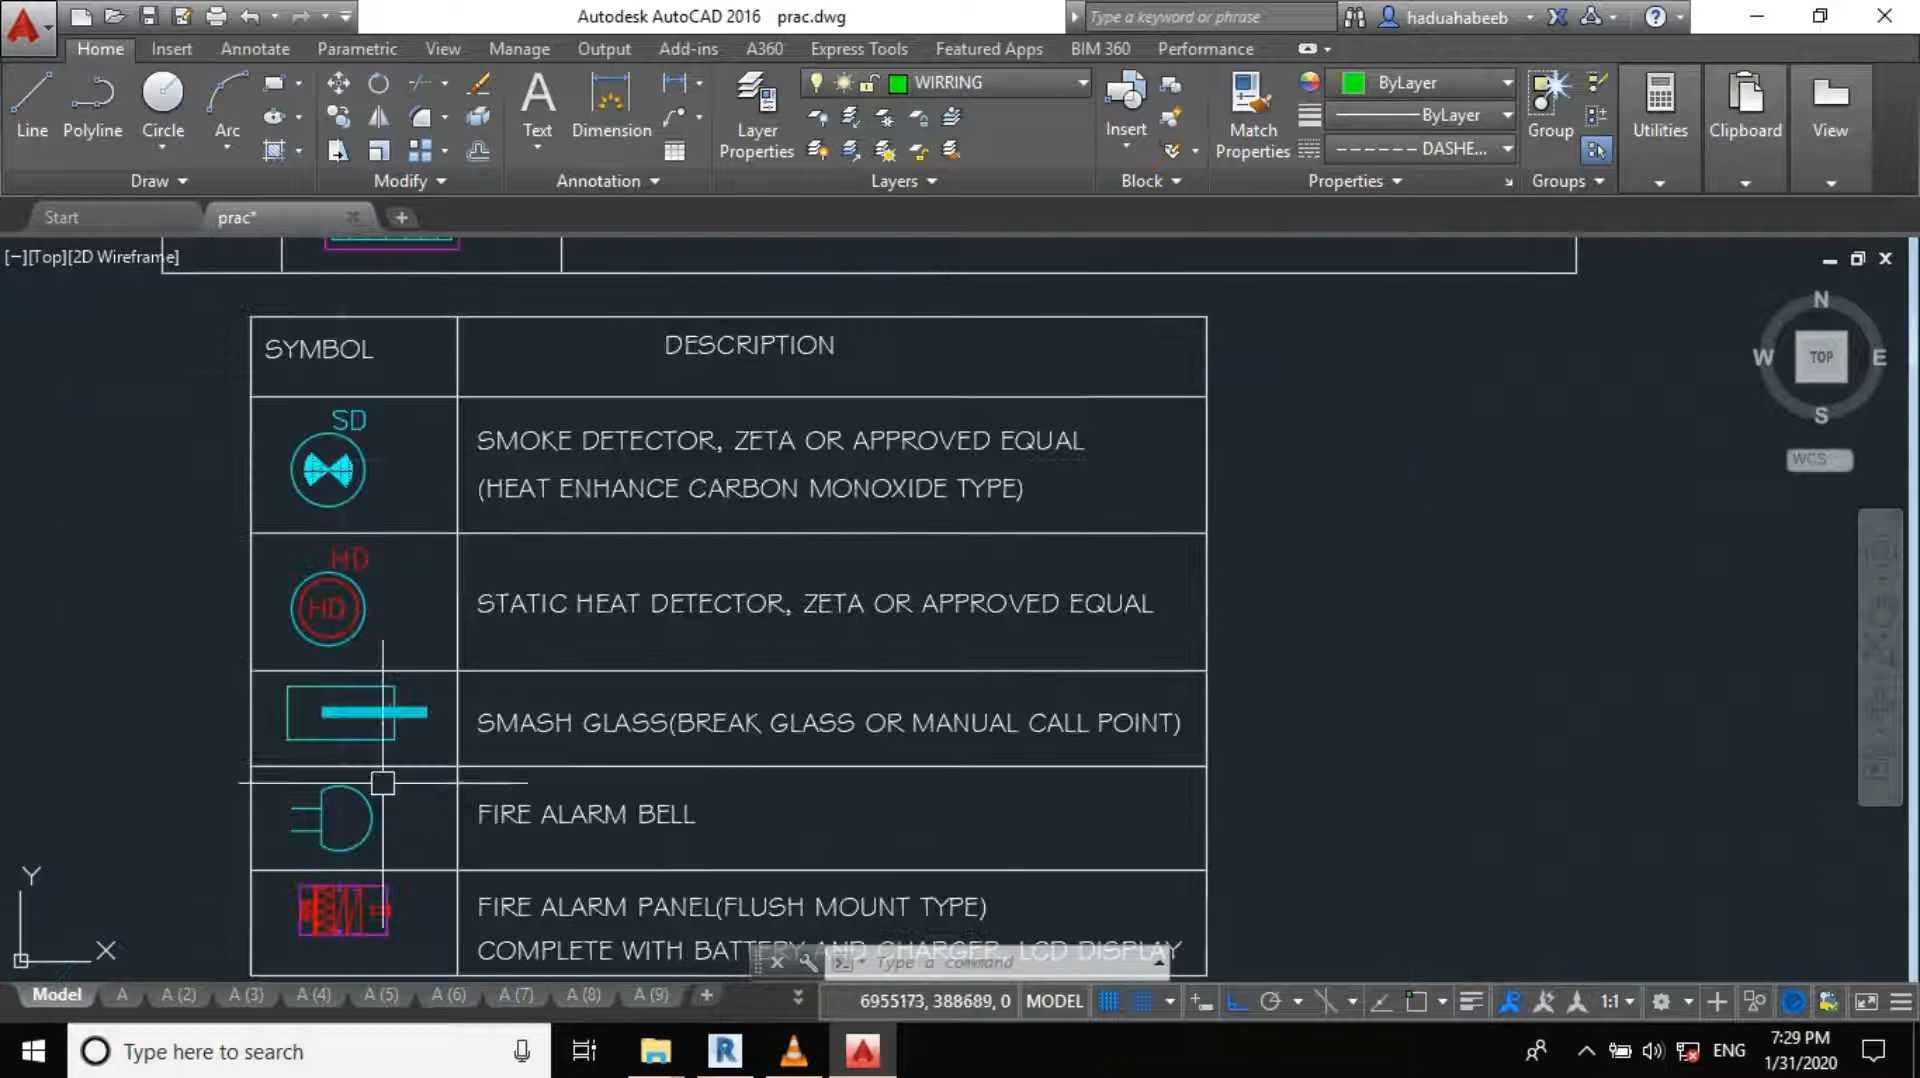 Autodesk AutoCAD 2016 prac.dwg
Type a keyword or phrase
haduahabeeb
Home Insert Annotate Parametric View Manage Output Add-ins A360 Express Tools Featured Apps BIM 360 Performance
WIRRING
ByLayer
ByLayer
DASHE...
Line Polyline Circle Arc
Text Dimension
Layer
Properties
Insert
Match
Properties
Group
Utilities Clipboard View
Draw Modify Annotation Layers Block Properties Groups
Start prac*
[−][Top][2D Wireframe]
N
W TOP E
S
WCS
SYMBOL DESCRIPTION
SD
SMOKE DETECTOR, ZETA OR APPROVED EQUAL
(HEAT ENHANCE CARBON MONOXIDE TYPE)
HD
HD
STATIC HEAT DETECTOR, ZETA OR APPROVED EQUAL
SMASH GLASS(BREAK GLASS OR MANUAL CALL POINT)
FIRE ALARM BELL
FIRE ALARM PANEL(FLUSH MOUNT TYPE)
COMPLETE WITH BATTERY AND CHARGER, LCD DISPLAY
Type a command
Y
X
Model A A (2) A (3) A (4) A (5) A (6) A (7) A (8) A (9)
6955173, 388689, 0 MODEL
1:1
Type here to search
ENG
7:29 PM
1/31/2020